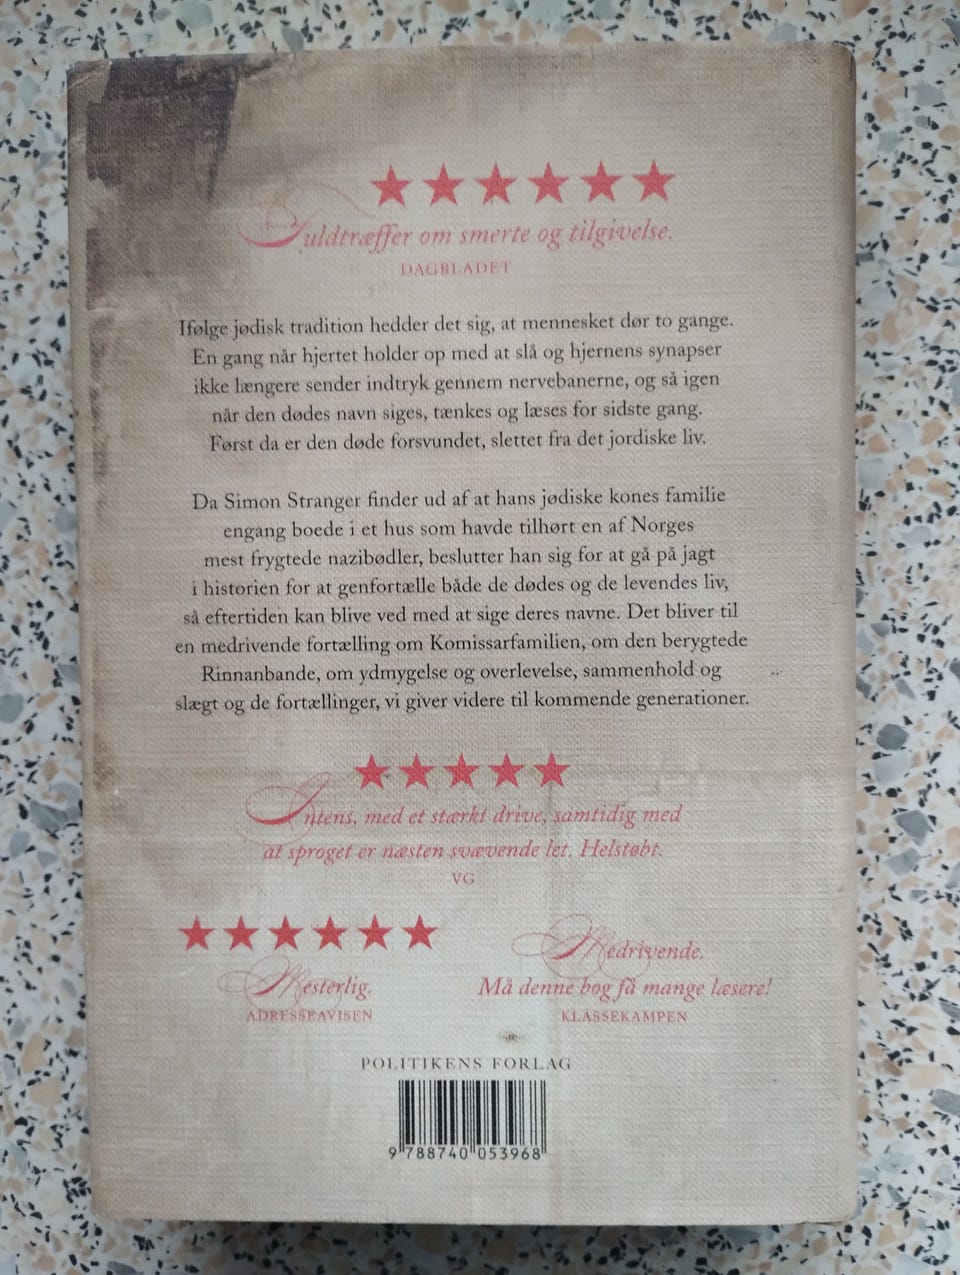 Fuldtræffer om smerte og tilgivelse.
DAGBLADET
Ifølge jødisk tradition hedder det sig, at mennesket dør to gange.
En gang når hjertet holder op med at slå og hjernens synapser
ikke længere sender indtryk gennem nervebanerne, og så igen
når den dødes navn siges, tænkes og læses for sidste gang.
Først da er den døde forsvundet, slettet fra det jordiske liv.
Da Simon Stranger finder ud af at hans jødiske kones familie
engang boede i et hus som havde tilhørt en af Norges
mest frygtede nazibødler, beslutter han sig for at gå på jagt
i historien for at genfortælle både de dødes og de levendes liv,
så eftertiden kan blive ved med at sige deres navne. Det bliver til
en medrivende fortælling om Komissarfamilien, om den berygtede
Rinnanbande, om ydmygelse og overlevelse, sammenhold og
slægt og de fortællinger, vi giver videre til kommende generationer.
Intens, med et stærkt drive, samtidig med
at sproget er næsten svævende let. Helstøbt.
VG
Mesterlig.
ADRESSEAVISEN
Medrivende.
Må denne bog få mange læsere!
KLASSEKAMPEN
POLITIKENS FORLAG
9 788740 053968